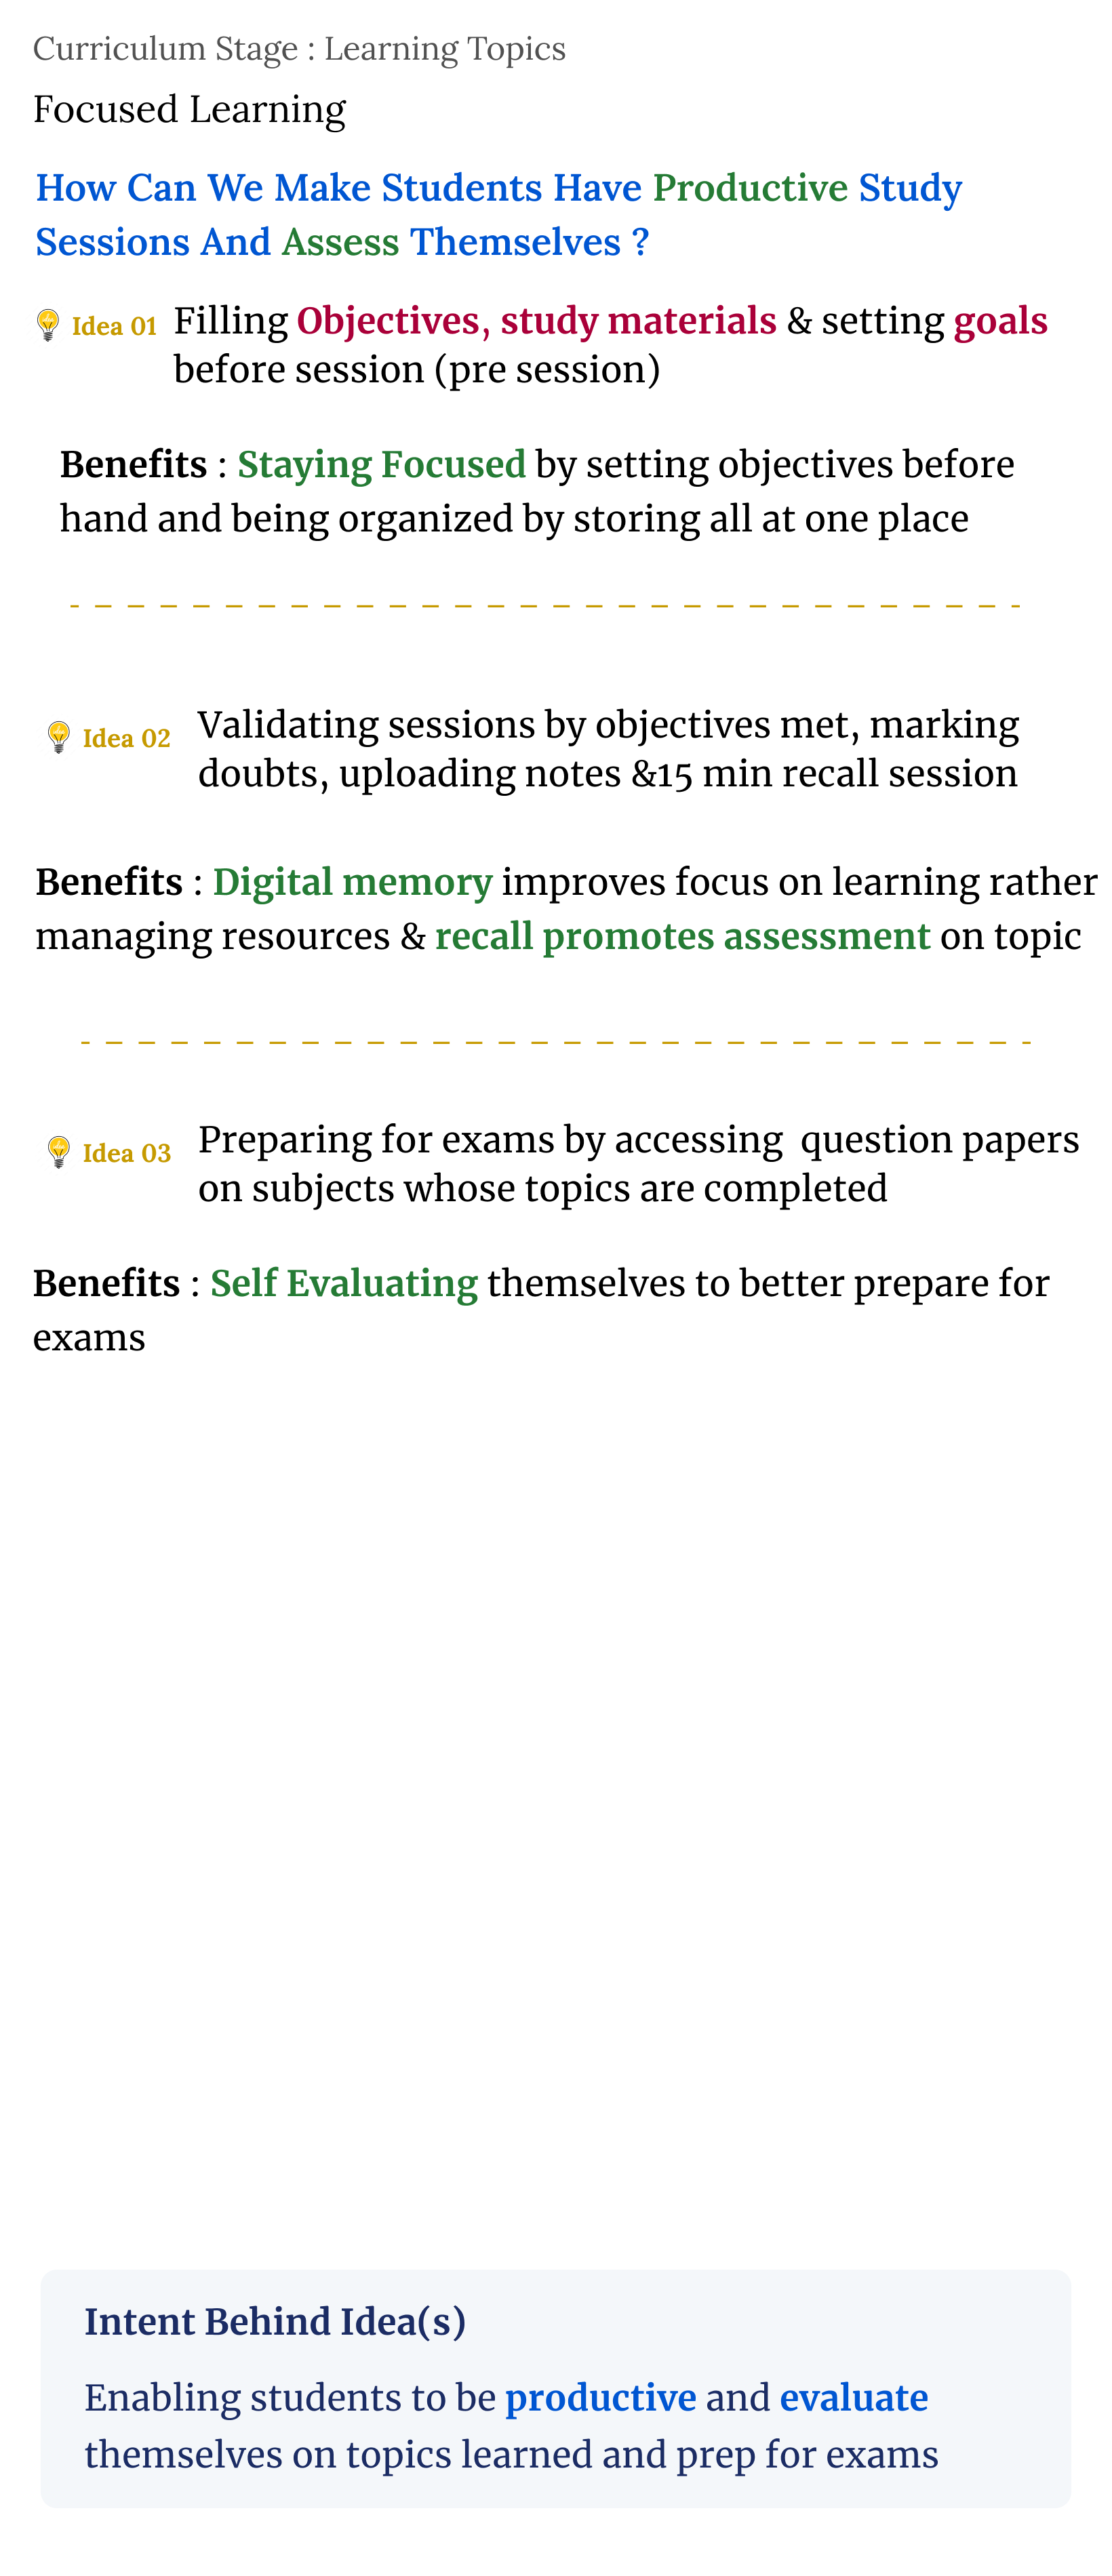 Curriculum Stage : Learning Topics
Focused Learning
How Can We Make Students Have Productive Study
Sessions And Assess Themselves ?
Idea 01 Filling Objectives, study materials & setting goals
before session (pre session)
Benefits : Staying Focused by setting objectives before
hand and being organized by storing all at one place
Idea 02 Validating sessions by objectives met, marking
doubts, uploading notes &15 min recall session
Benefits : Digital memory improves focus on learning rather
managing resources & recall promotes assessment on topic
Idea 03 Preparing for exams by accessing  question papers
on subjects whose topics are completed
Benefits : Self Evaluating themselves to better prepare for
exams
Intent Behind Idea(s)
Enabling students to be productive and evaluate
themselves on topics learned and prep for exams